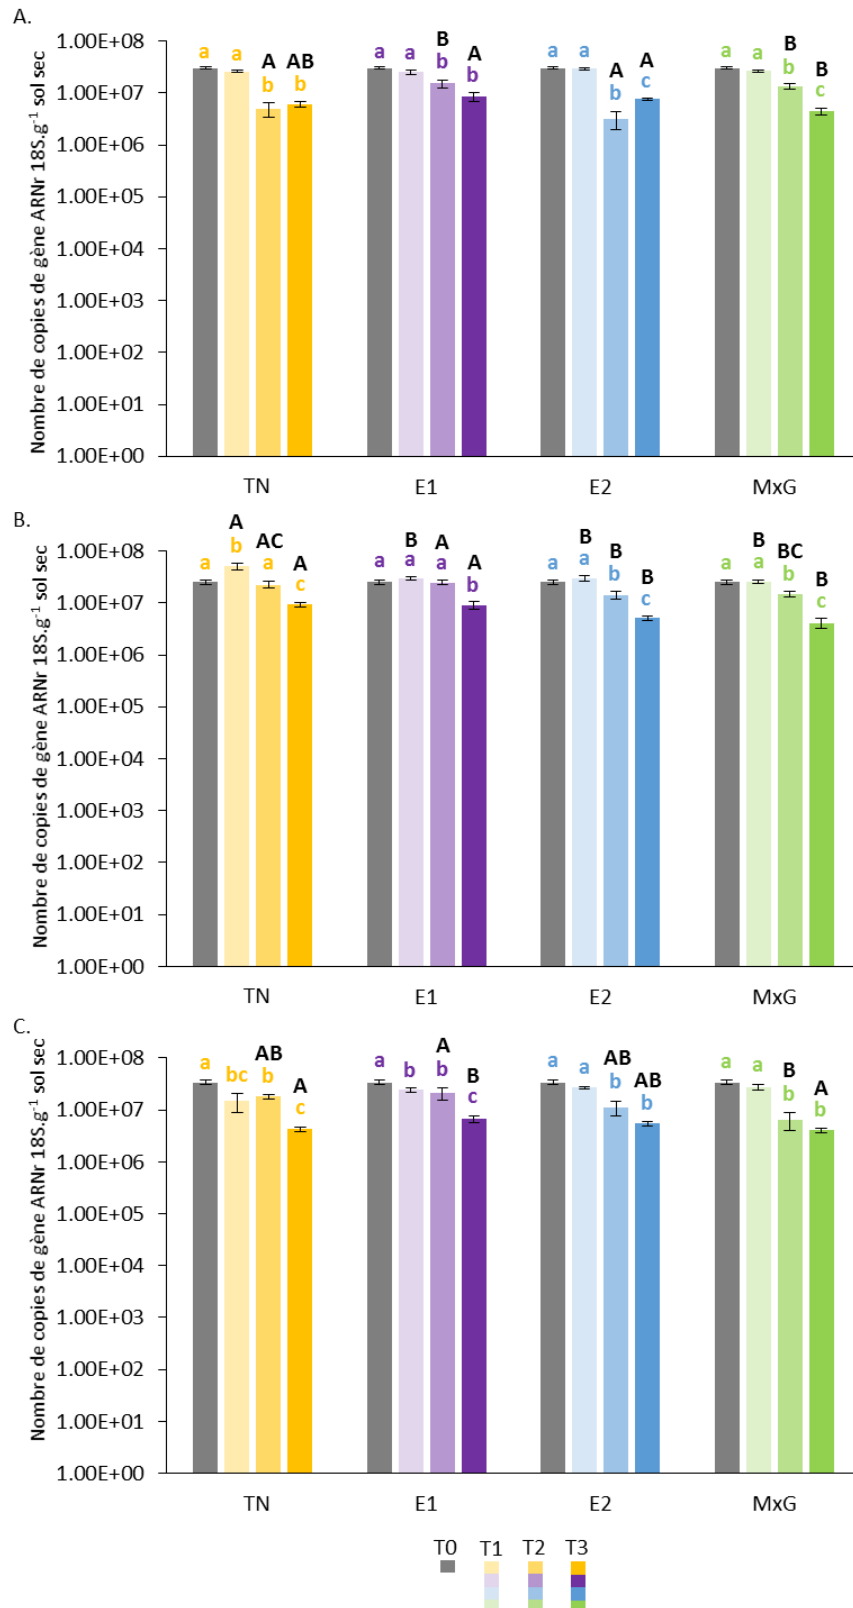 A.
Nombre de copies de gène ARNr 18S.g⁻¹ sol sec
1.00E+08
1.00E+07
1.00E+06
1.00E+05
1.00E+04
1.00E+03
1.00E+02
1.00E+01
1.00E+00
A AB B A A A B B
a a b b a a b b a a b c a a b c
TN E1 E2 MxG
B.
Nombre de copies de gène ARNr 18S.g⁻¹ sol sec
1.00E+08
1.00E+07
1.00E+06
1.00E+05
1.00E+04
1.00E+03
1.00E+02
1.00E+01
1.00E+00
A AC A B A A B B B B BC B
a b a c a a a b a a b c a a b c
TN E1 E2 MxG
C.
Nombre de copies de gène ARNr 18S.g⁻¹ sol sec
1.00E+08
1.00E+07
1.00E+06
1.00E+05
1.00E+04
1.00E+03
1.00E+02
1.00E+01
1.00E+00
AB A A B AB AB B A
a bc b c a b b c a a b b a a b b
TN E1 E2 MxG
T0 T1 T2 T3